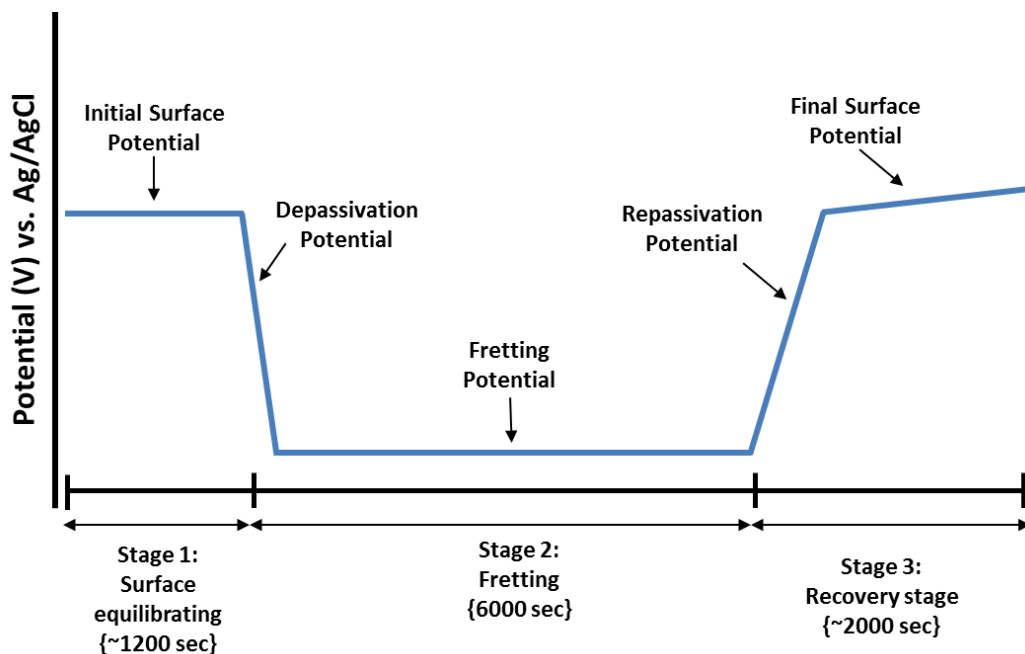 Potential (V) vs. Ag/AgCl
Initial Surface
Potential
Depassivation
Potential
Fretting
Potential
Repassivation
Potential
Final Surface
Potential
Stage 1:
Surface
equilibrating
{~1200 sec}
Stage 2:
Fretting
{6000 sec}
Stage 3:
Recovery stage
{~2000 sec}